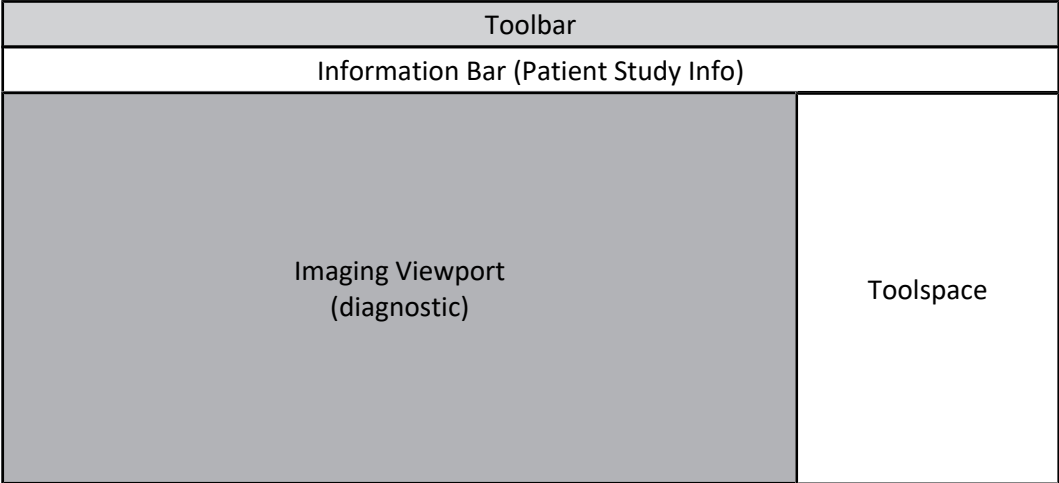 Toolbar
Information Bar (Patient Study Info)
Imaging Viewport
(diagnostic)
Toolspace